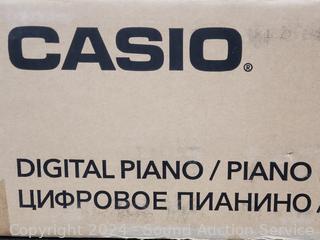 CASIO®
DIGITAL PIANO / PIANO
ЦИФРОВОЕ ПИАНИНО /
Copyright 2024 - Sound Auction Service